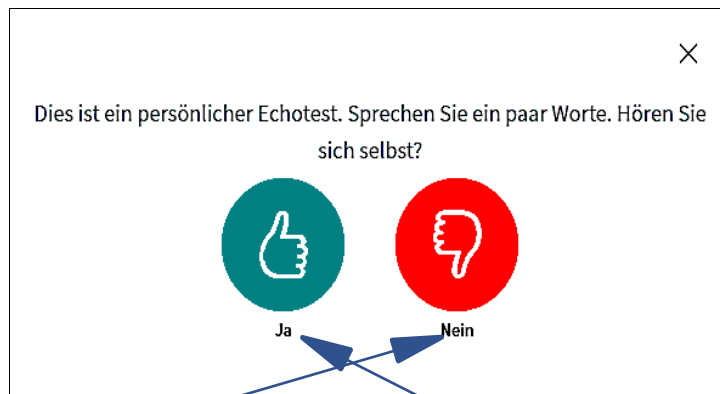 Dies ist ein persönlicher Echotest. Sprechen Sie ein paar Worte. Hören Sie
sich selbst?
Ja
Nein